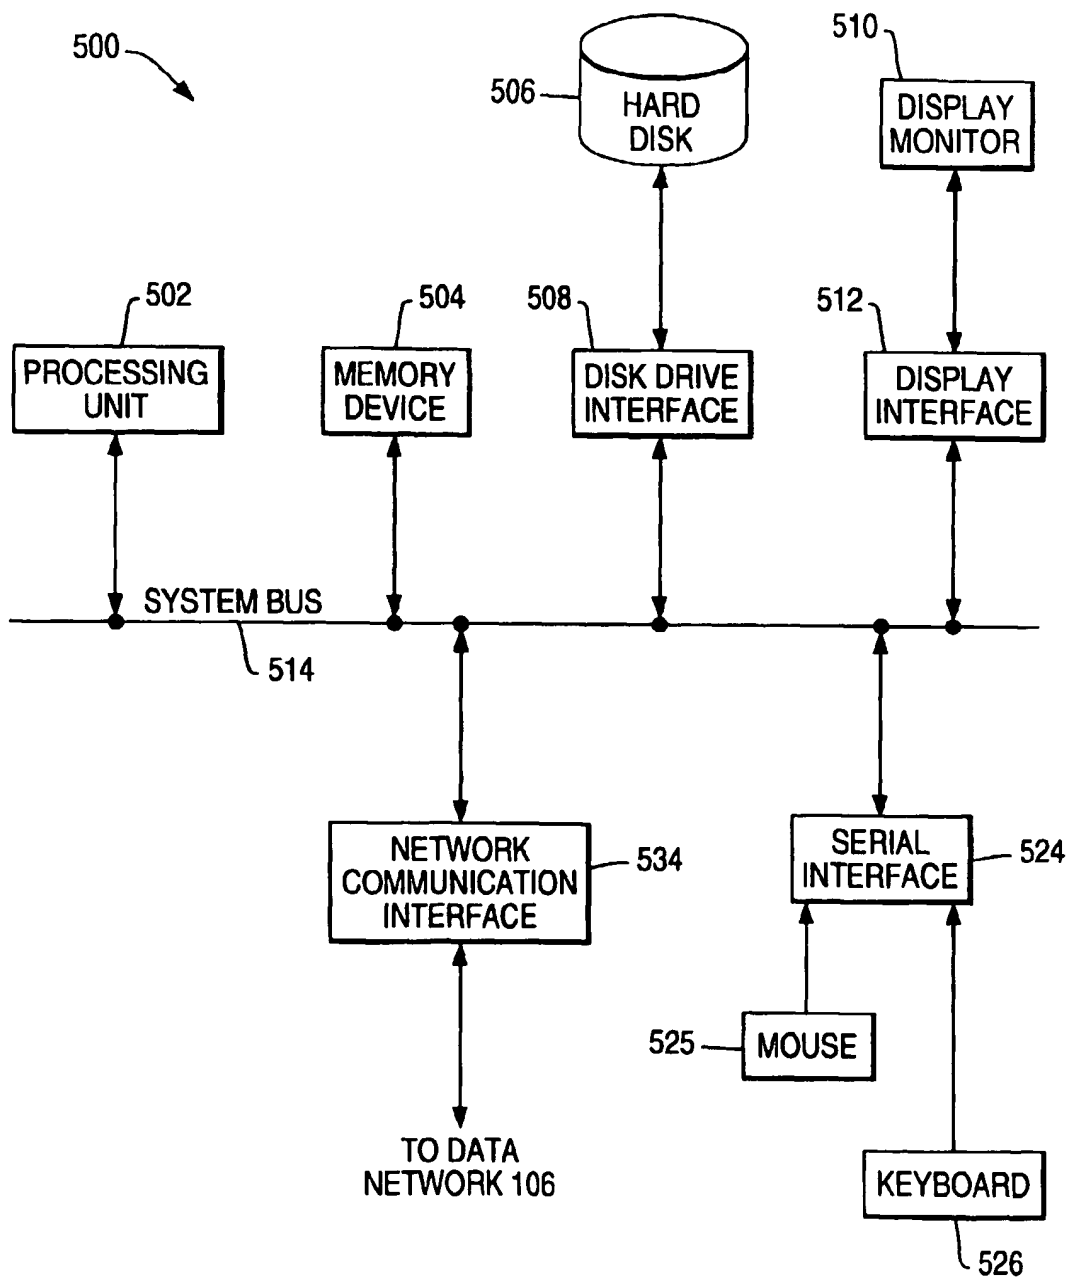 500
506
HARD
DISK
510
DISPLAY
MONITOR
502
PROCESSING
UNIT
504
MEMORY
DEVICE
508
DISK DRIVE
INTERFACE
512
DISPLAY
INTERFACE
SYSTEM BUS
514
NETWORK
COMMUNICATION
INTERFACE
534
SERIAL
INTERFACE
524
525
MOUSE
TO DATA
NETWORK 106
KEYBOARD
526